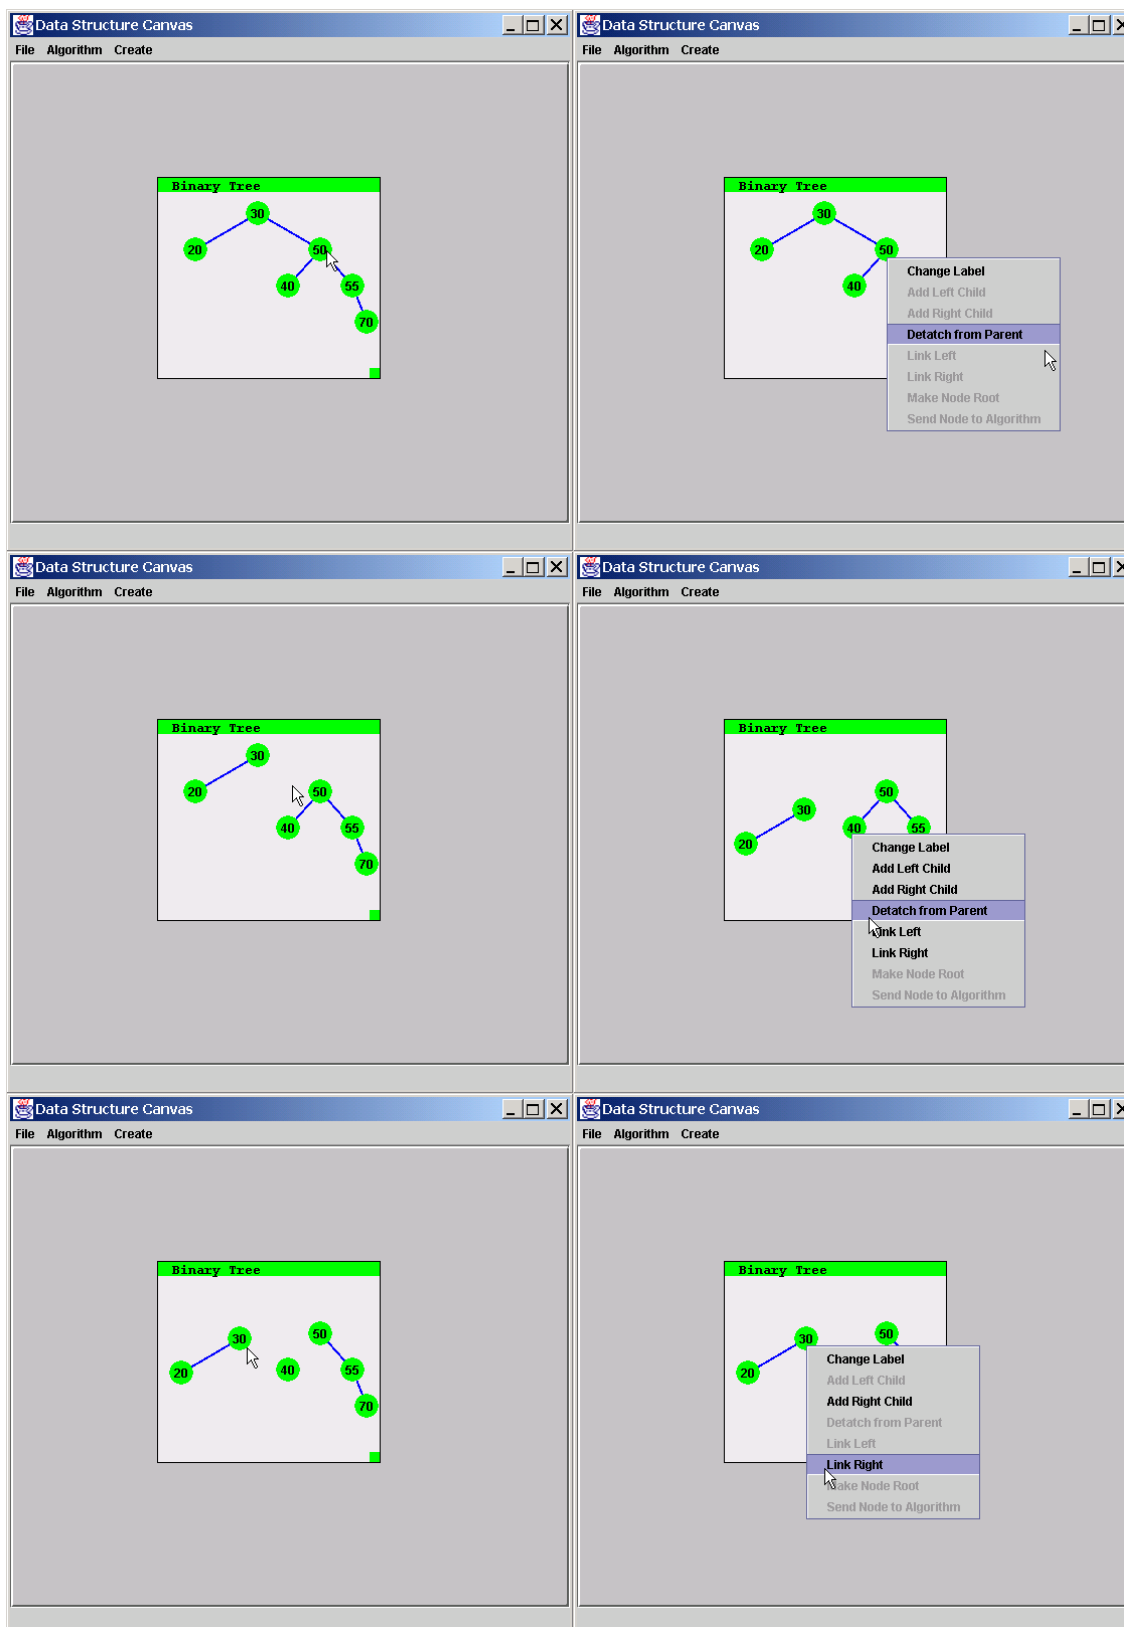 Data Structure Canvas
File Algorithm Create
Binary Tree
30
20 50
40 55
70
Data Structure Canvas
File Algorithm Create
Binary Tree
30
20 50
40
Change Label
Add Left Child
Add Right Child
Detatch from Parent
Link Left
Link Right
Make Node Root
Send Node to Algorithm
Data Structure Canvas
File Algorithm Create
Binary Tree
30
20 50
40 55
70
Data Structure Canvas
File Algorithm Create
Binary Tree
50
30
40 55
20
Change Label
Add Left Child
Add Right Child
Detatch from Parent
Link Left
Link Right
Make Node Root
Send Node to Algorithm
Data Structure Canvas
File Algorithm Create
Binary Tree
30 50
20 40 55
70
Data Structure Canvas
File Algorithm Create
Binary Tree
30 50
20
Change Label
Add Left Child
Add Right Child
Detatch from Parent
Link Left
Link Right
Make Node Root
Send Node to Algorithm